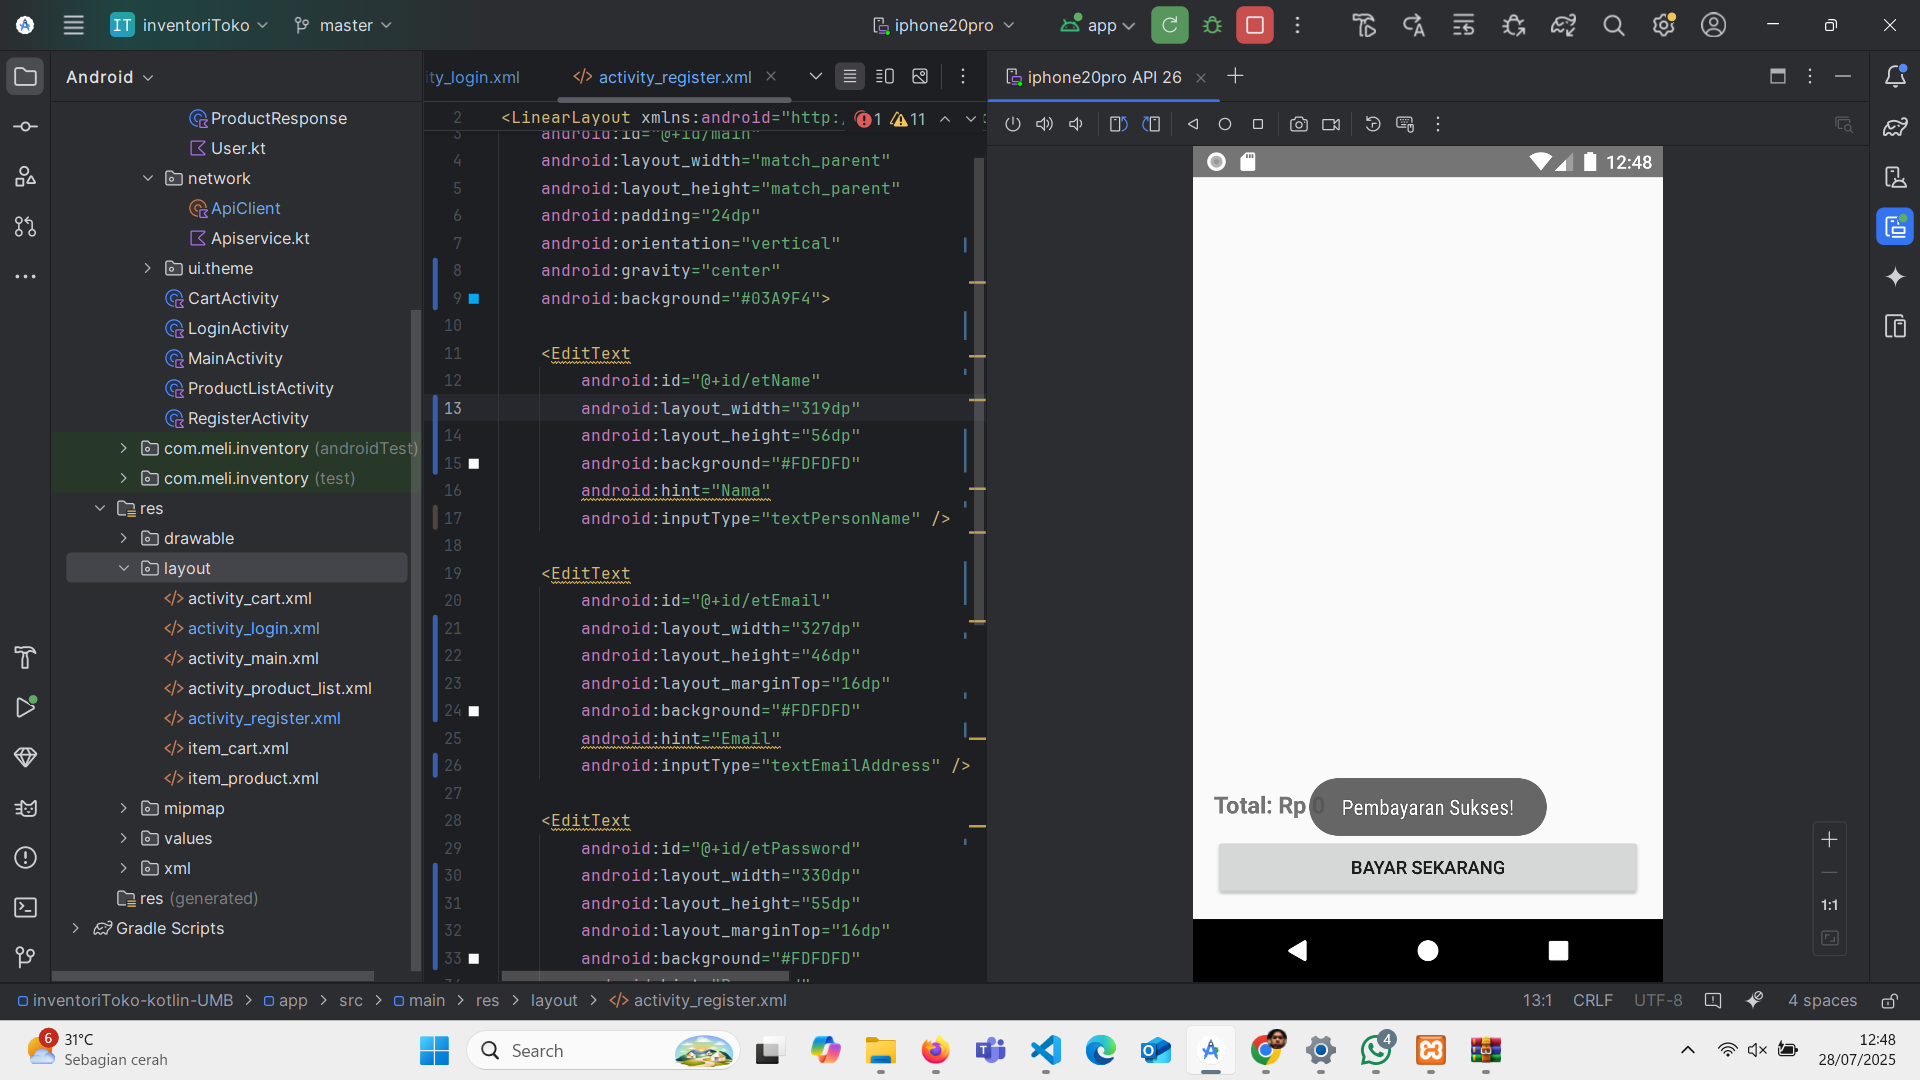 IT inventoriToko master iphone20pro app
Android
ty_login.xml activity_register.xml
iphone20pro API 26
ProductResponse
User.kt
network
ApiClient
Apiservice.kt
ui.theme
CartActivity
LoginActivity
MainActivity
ProductListActivity
RegisterActivity
com.meli.inventory (androidTest)
com.meli.inventory (test)
res
drawable
layout
activity_cart.xml
activity_login.xml
activity_main.xml
activity_product_list.xml
activity_register.xml
item_cart.xml
item_product.xml
mipmap
values
xml
res (generated)
Gradle Scripts
2 <LinearLayout xmlns:android="http:/ 1 11
3 android:id="@+id/main"
4 android:layout_width="match_parent"
5 android:layout_height="match_parent"
6 android:padding="24dp"
7 android:orientation="vertical"
8 android:gravity="center"
9 android:background="#03A9F4">
10
11 <EditText
12 android:id="@+id/etName"
13 android:layout_width="319dp"
14 android:layout_height="56dp"
15 android:background="#FDFDFD"
16 android:hint="Nama"
17 android:inputType="textPersonName" />
18
19 <EditText
20 android:id="@+id/etEmail"
21 android:layout_width="327dp"
22 android:layout_height="46dp"
23 android:layout_marginTop="16dp"
24 android:background="#FDFDFD"
25 android:hint="Email"
26 android:inputType="textEmailAddress" />
27
28 <EditText
29 android:id="@+id/etPassword"
30 android:layout_width="330dp"
31 android:layout_height="55dp"
32 android:layout_marginTop="16dp"
33 android:background="#FDFDFD"
12:48
Total: Rp 0
Pembayaran Sukses!
BAYAR SEKARANG
1:1
inventoriToko-kotlin-UMB > app > src > main > res > layout > activity_register.xml
13:1 CRLF UTF-8 4 spaces
6
31°C
Sebagian cerah
Search
4
12:48
28/07/2025